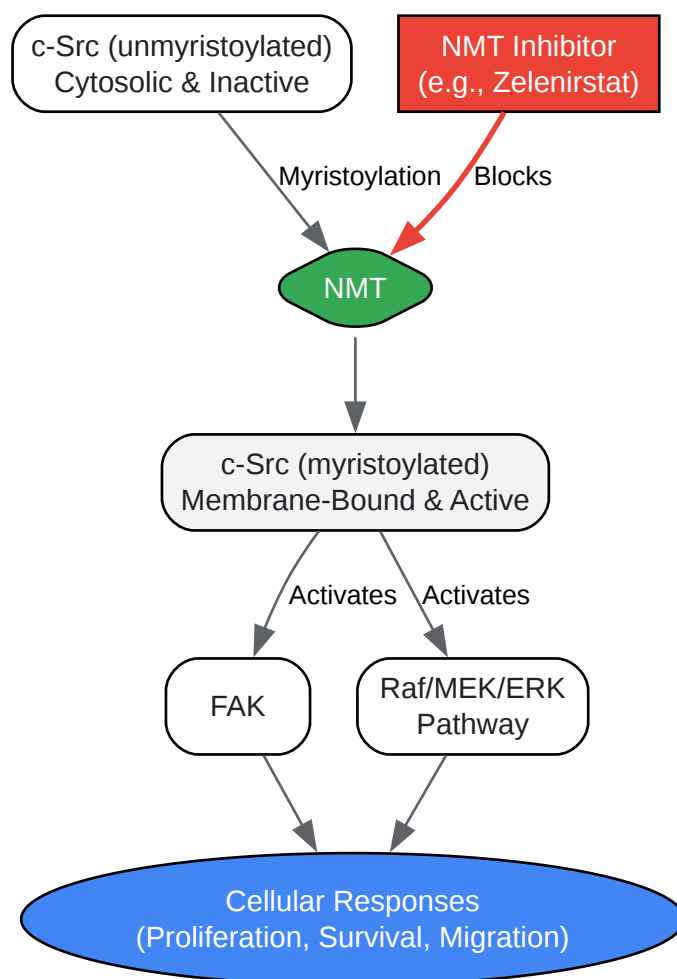 c-Src (unmyristoylated)
Cytosolic & Inactive
NMT Inhibitor
(e.g., Zelenirstat)
Myristoylation
Blocks
NMT
c-Src (myristoylated)
Membrane-Bound & Active
Activates
Activates
FAK
Raf/MEK/ERK
Pathway
Cellular Responses
(Proliferation, Survival, Migration)